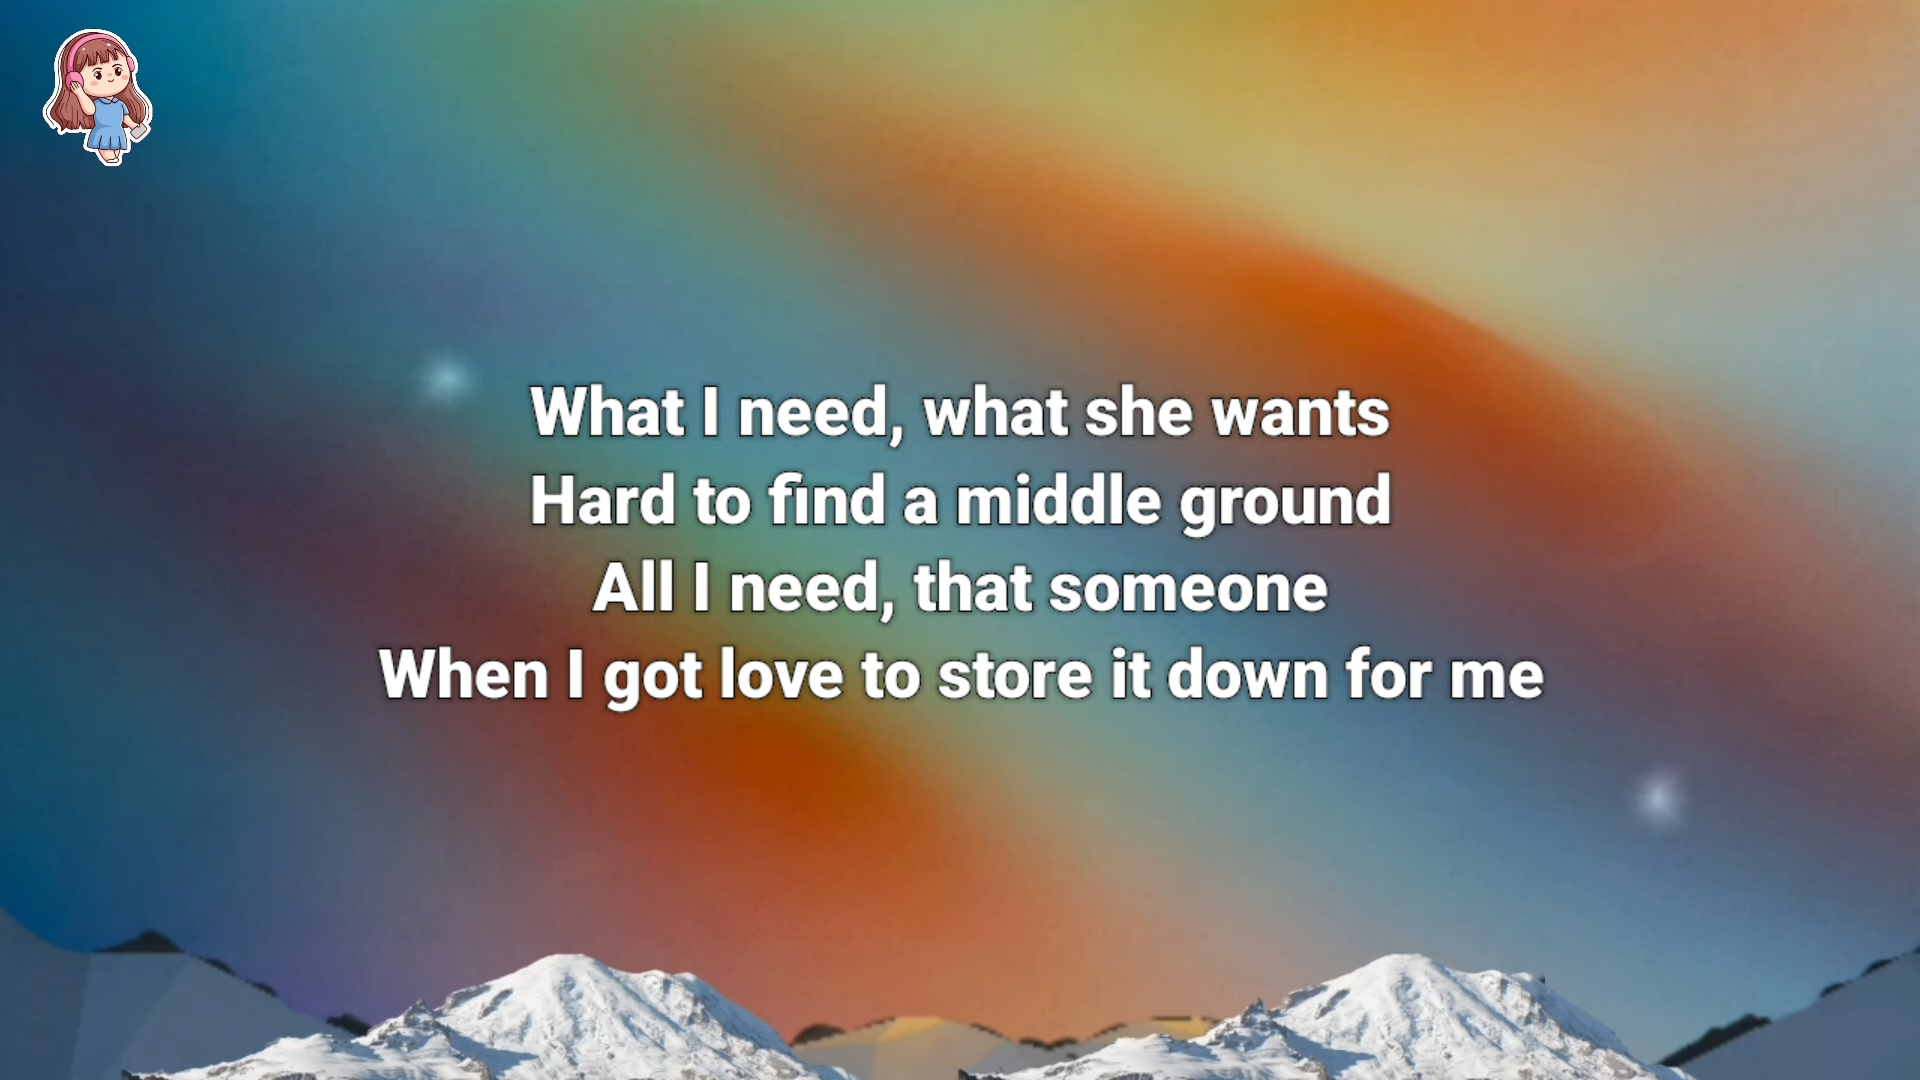 What I need, what she wants
Hard to find a middle ground
All I need, that someone
When I got love to store it down for me